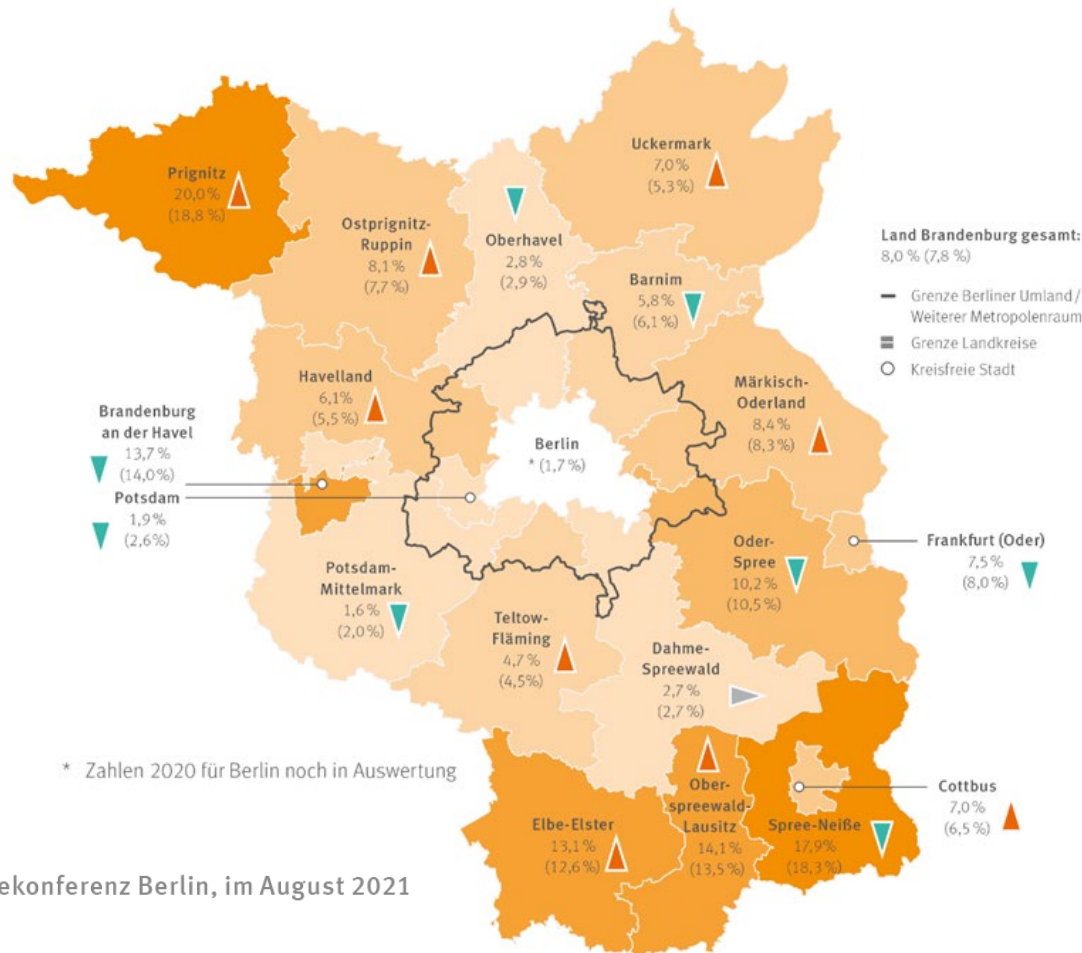 Prignitz
20,0 %
(18,8 %)
Ostprignitz-
Ruppin
8,1 %
(7,7 %)
Oberhavel
2,8 %
(2,9 %)
Uckermark
7,0 %
(5,3 %)
Barnim
5,8 %
(6,1 %)
Land Brandenburg gesamt:
8,0 % (7,8 %)
Grenze Berliner Umland /
Weiterer Metropolenraum
Grenze Landkreise
Kreisfreie Stadt
Havelland
6,1 %
(5,5 %)
Märkisch-
Oderland
8,4 %
(8,3 %)
Brandenburg
an der Havel
13,7 %
(14,0 %)
Potsdam
1,9 %
(2,6 %)
Berlin
* (1,7 %)
Oder-
Spree
10,2 %
(10,5 %)
Frankfurt (Oder)
7,5 %
(8,0 %)
Potsdam-
Mittelmark
1,6 %
(2,0 %)
Teltow-
Fläming
4,7 %
(4,5%)
Dahme-
Spreewald
2,7 %
(2,7 %)
* Zahlen 2020 für Berlin noch in Auswertung
Elbe-Elster
13,1 %
(12,6 %)
Ober-
spreewald-
Lausitz
14,1 %
(13,5 %)
Spree-Neiße
17,9%
(18,3 %)
Cottbus
7,0 %
(6,5 %)
ekonferenz Berlin, im August 2021